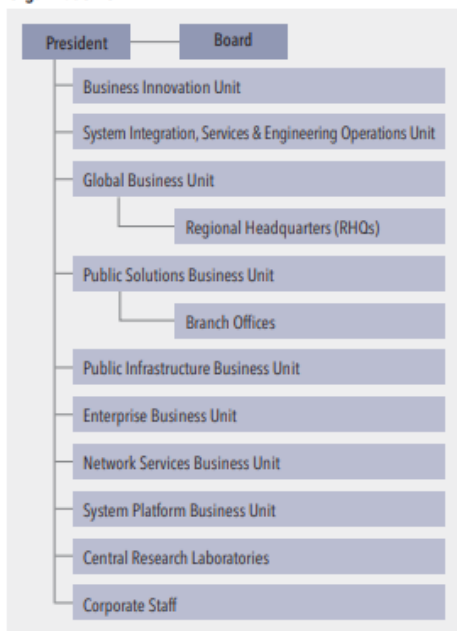 President
Board
Business Innovation Unit
System Integration, Services & Engineering Operations Unit
Global Business Unit
Regional Headquarters (RHQs)
Public Solutions Business Unit
Branch Offices
Public Infrastructure Business Unit
Enterprise Business Unit
Network Services Business Unit
System Platform Business Unit
Central Research Laboratories
Corporate Staff